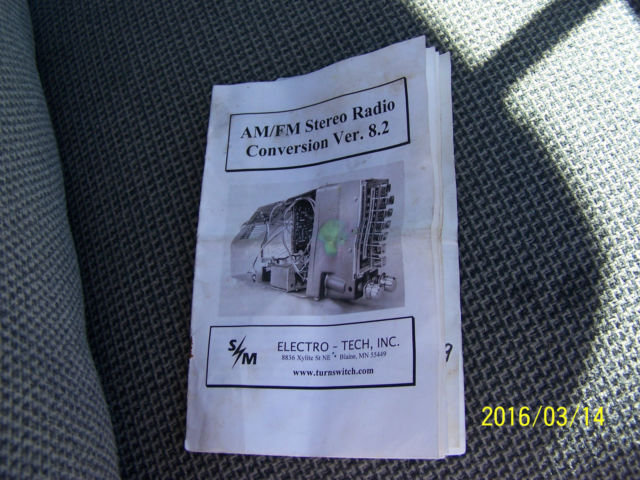 AM/FM Stereo Radio
Conversion Ver. 8.2
S/M
ELECTRO - TECH, INC.
8836 Xylite St NE • Blaine, MN 55449
www.turnswitch.com
9
2016/03/14